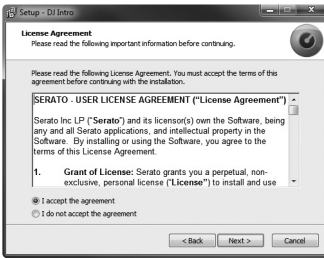 Setup - DJ Intro
License Agreement
Please read the following important information before continuing.
Please read the following License Agreement. You must accept the terms of this
agreement before continuing with the installation.
SERATO - USER LICENSE AGREEMENT ("License Agreement")
Serato Inc LP ("Serato") and its licensor(s) own the Software, being
any and all Serato applications, and intellectual property in the
Software. By installing or using the Software, you agree to the
terms of this License Agreement.
1. Grant of License: Serato grants you a perpetual, non-
exclusive, personal license ("License") to install and use
I accept the agreement
I do not accept the agreement
< Back Next > Cancel